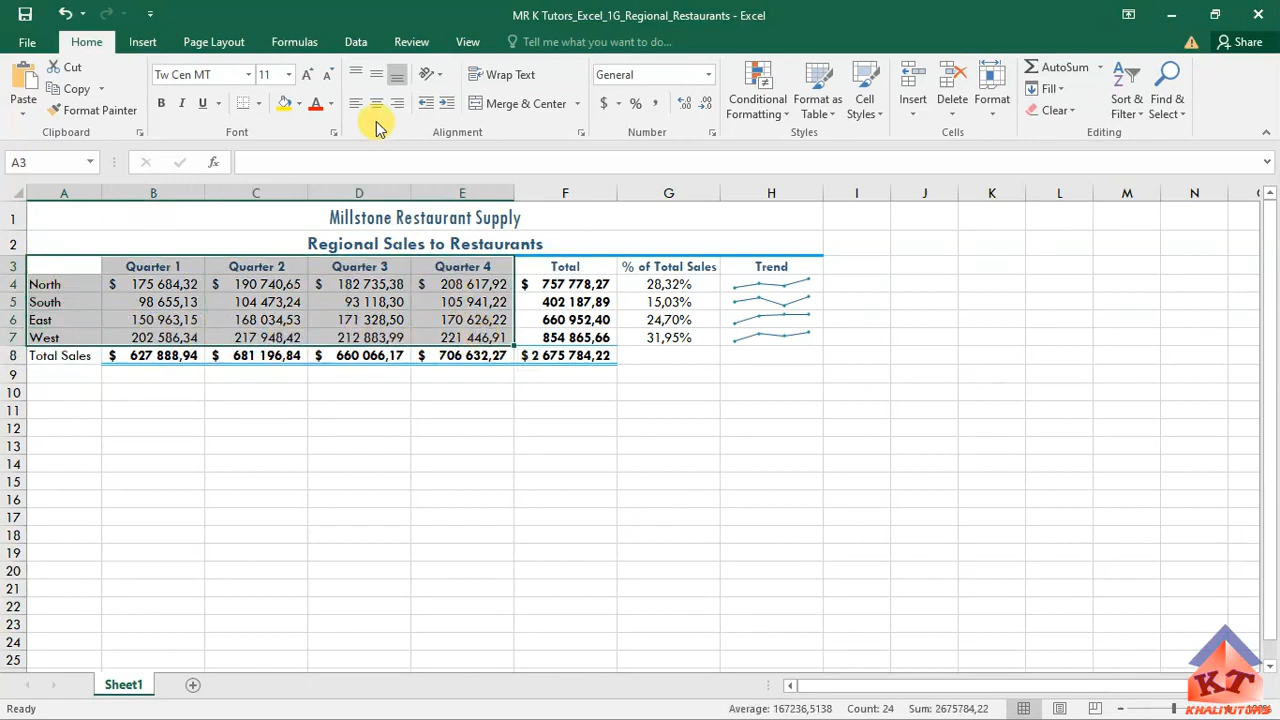 MR K Tutors_Excel_1G_Regional_Restaurants - Excel
File Home Insert Page Layout Formulas Data Review View Tell me what you want to do... Share
Paste Cut Copy Format Painter Clipboard
Tw Cen MT 11 A A B I U A Font
Wrap Text Merge & Center Alignment
General $ % , Number
Conditional Formatting Format as Table Cell Styles Styles
Insert Delete Format Cells
AutoSum Fill Clear Sort & Filter Find & Select Editing
A3 fx
A B C D E F G H I J K L M N
1 Millstone Restaurant Supply
2 Regional Sales to Restaurants
3 Quarter 1 Quarter 2 Quarter 3 Quarter 4 Total % of Total Sales Trend
4 North $ 175 684,32 $ 190 740,65 $ 182 735,38 $ 208 617,92 $ 757 778,27 28,32%
5 South 98 655,13 104 473,24 93 118,30 105 941,22 402 187,89 15,03%
6 East 150 963,15 168 034,53 171 328,50 170 626,22 660 952,40 24,70%
7 West 202 586,34 217 948,42 212 883,99 221 446,91 854 865,66 31,95%
8 Total Sales $ 627 888,94 $ 681 196,84 $ 660 066,17 $ 706 632,27 $ 2 675 784,22
9
10
11
12
13
14
15
16
17
18
19
20
21
22
23
24
25
Sheet1
KT
KHALITUTORS
Ready Average: 167236,5138 Count: 24 Sum: 2675784,22